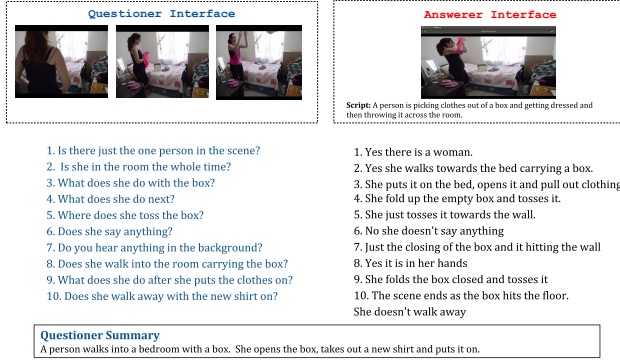 Questioner Interface
Answerer Interface
Script: A person is picking clothes out of a box and getting dressed and
then throwing it across the room.
1. Is there just the one person in the scene?
2. Is she in the room the whole time?
3. What does she do with the box?
4. What does she do next?
5. Where does she toss the box?
6. Does she say anything?
7. Do you hear anything in the background?
8. Does she walk into the room carrying the box?
9. What does she do after she puts the clothes on?
10. Does she walk away with the new shirt on?
1. Yes there is a woman.
2. Yes she walks towards the bed carrying a box.
3. She puts it on the bed, opens it and pull out clothing
4. She fold up the empty box and tosses it.
5. She just tosses it towards the wall.
6. No she doesn't say anything
7. Just the closing of the box and it hitting the wall
8. Yes it is in her hands
9. She folds the box closed and tosses it
10. The scene ends as the box hits the floor.
She doesn't walk away
Questioner Summary
A person walks into a bedroom with a box. She opens the box, takes out a new shirt and puts it on.